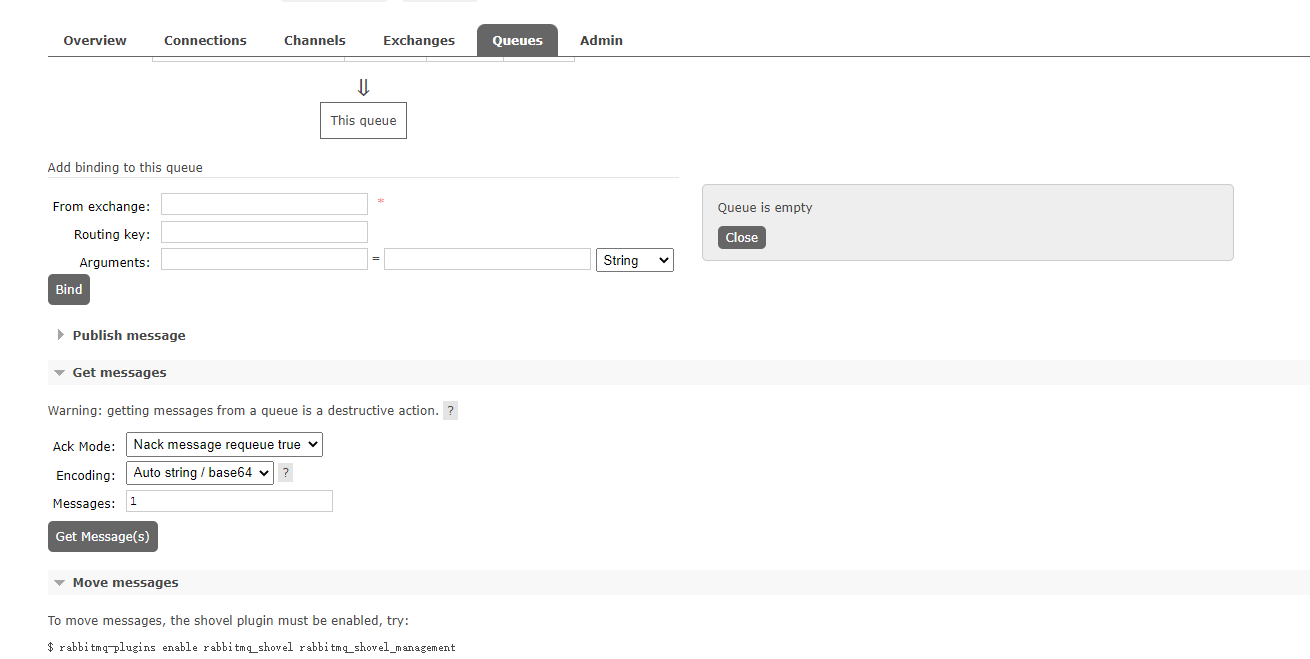 Overview Connections Channels Exchanges Queues Admin
⇓
This queue
Add binding to this queue
From exchange: *
Routing key:
Arguments: = String
Bind
Queue is empty
Close
Publish message
Get messages
Warning: getting messages from a queue is a destructive action. ?
Ack Mode: Nack message requeue true
Encoding: Auto string / base64 ?
Messages: 1
Get Message(s)
Move messages
To move messages, the shovel plugin must be enabled, try:
$ rabbitmq-plugins enable rabbitmq_shovel rabbitmq_shovel_management